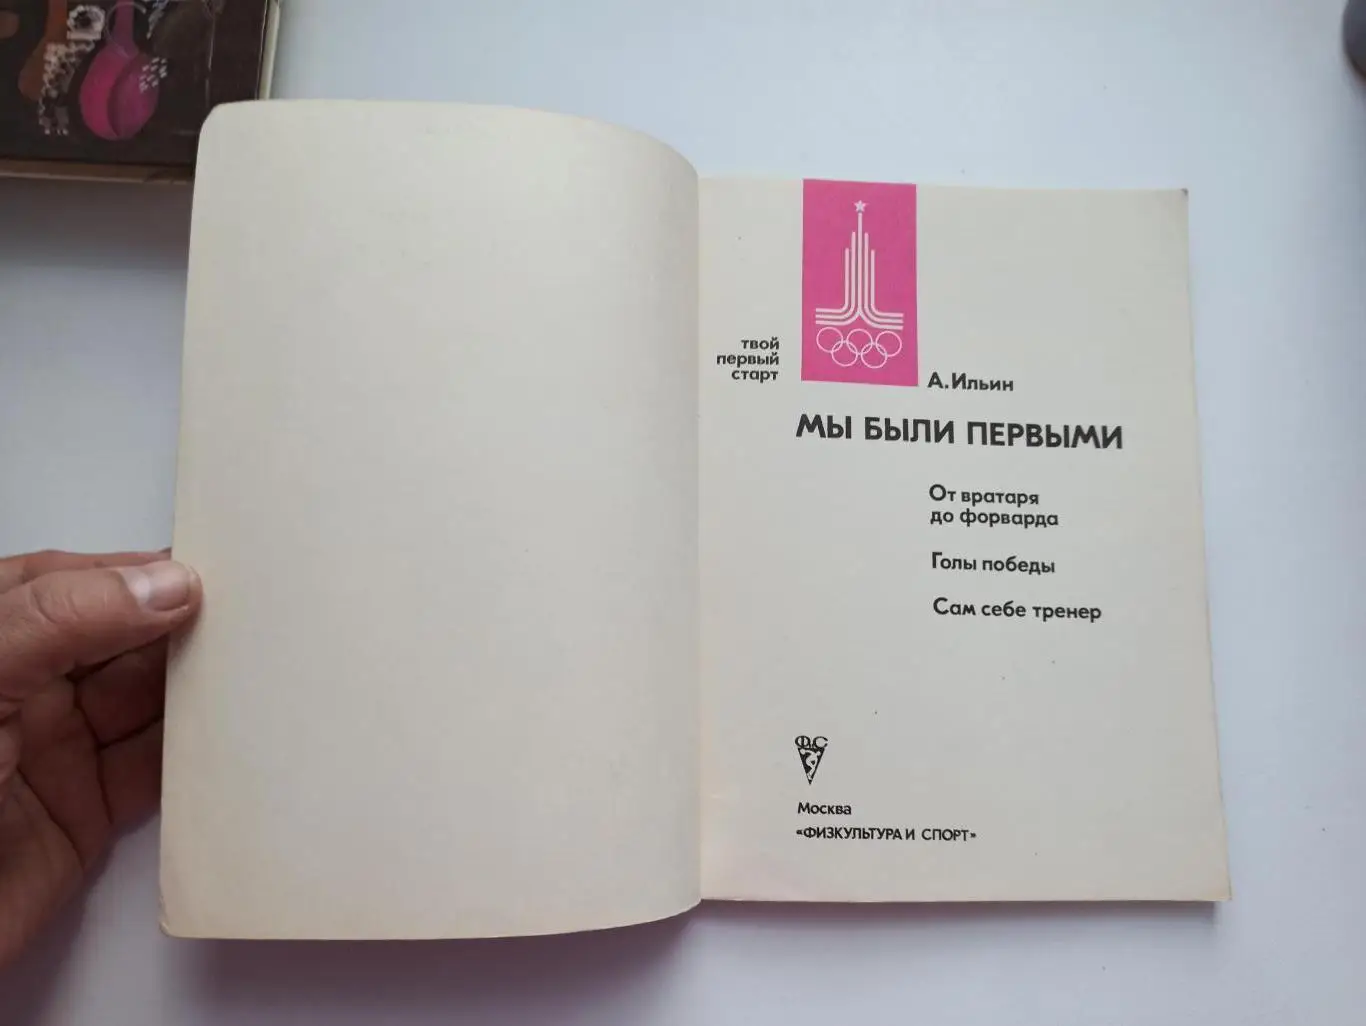 твой
первый
старт
А.Ильин
МЫ БЫЛИ ПЕРВЫМИ
От вратаря
до форварда
Голы победы
Сам себе тренер
ФиС
Москва
«ФИЗКУЛЬТУРА И СПОРТ»